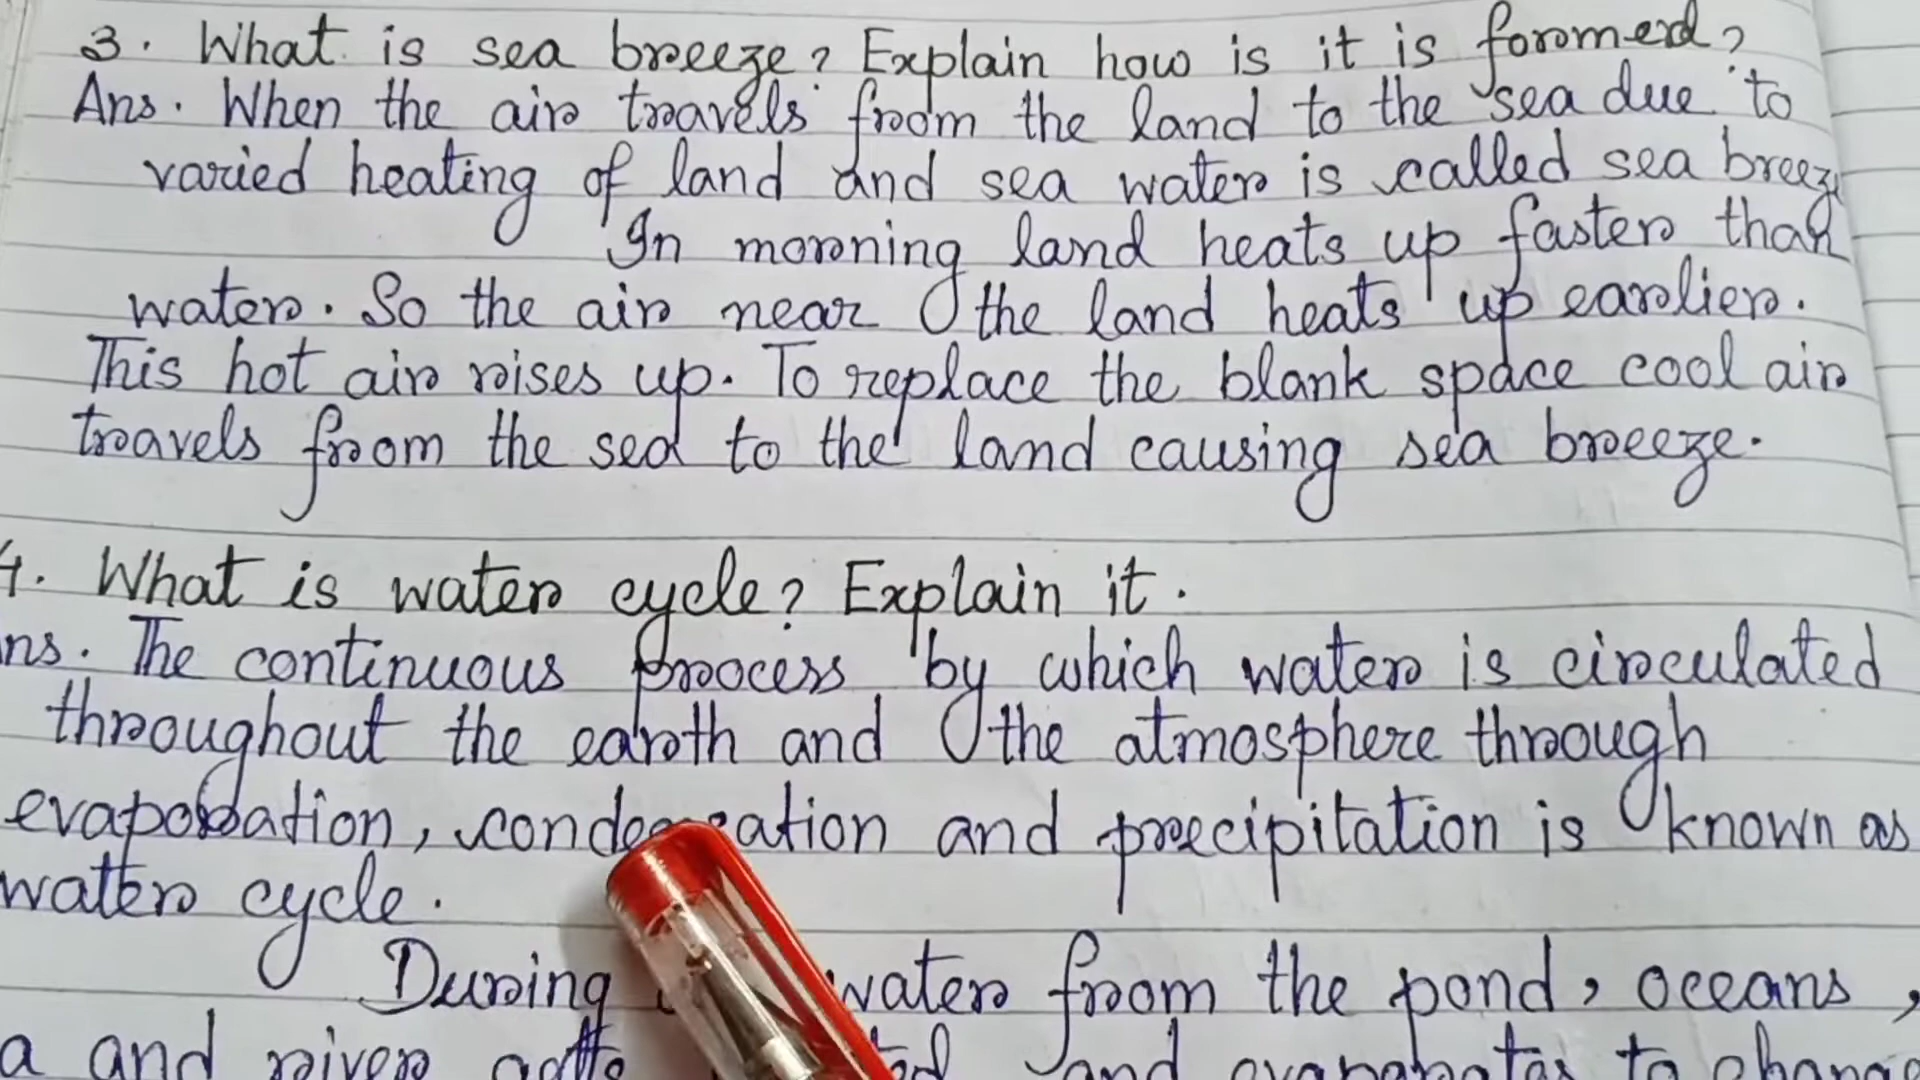 3. What is sea breeze? Explain how is it is formed?
Ans. When the air travels from the land to the sea due to
varied heating of land and sea water is called sea breeze
In morning land heats up faster than
water. So the air near the land heats up earlier.
This hot air rises up. To replace the blank space cool air
travels from the sea to the land causing sea breeze.
4. What is water cycle? Explain it.
ns. The continuous process by which water is circulated
throughout the earth and the atmosphere through
evaporation, and precipitation is known as
water cycle.
During water from the pond, oceans,
a and river and evaporates to